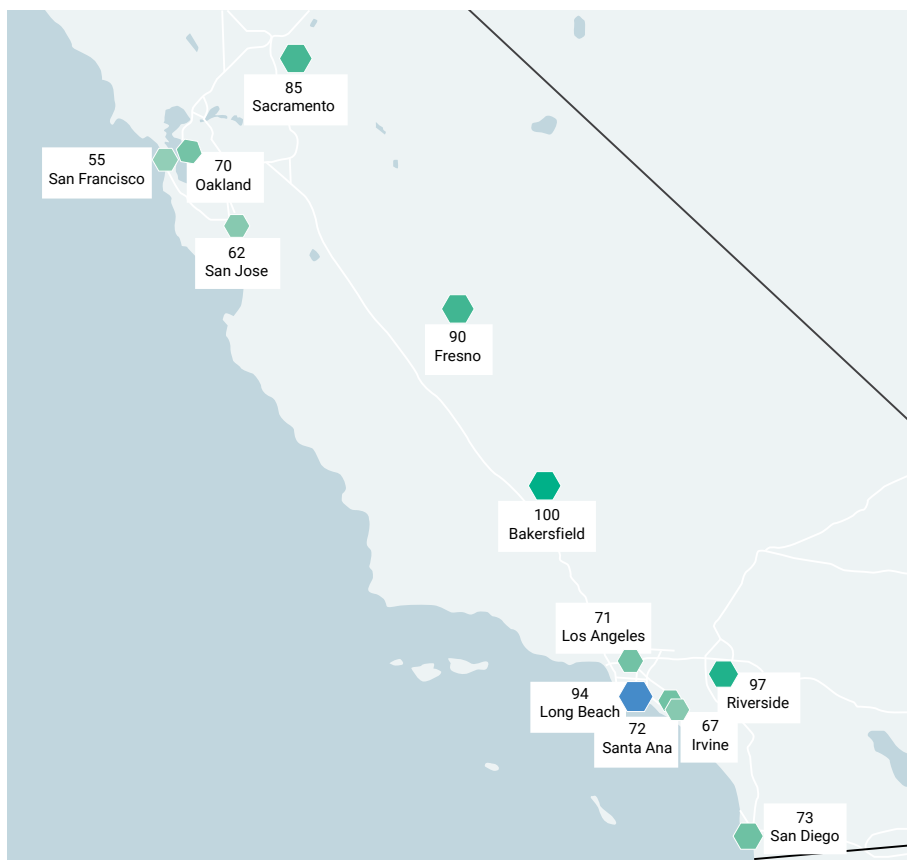 85
Sacramento
55
San Francisco
70
Oakland
62
San Jose
90
Fresno
100
Bakersfield
71
Los Angeles
94
Long Beach
97
Riverside
72
Santa Ana
67
Irvine
73
San Diego